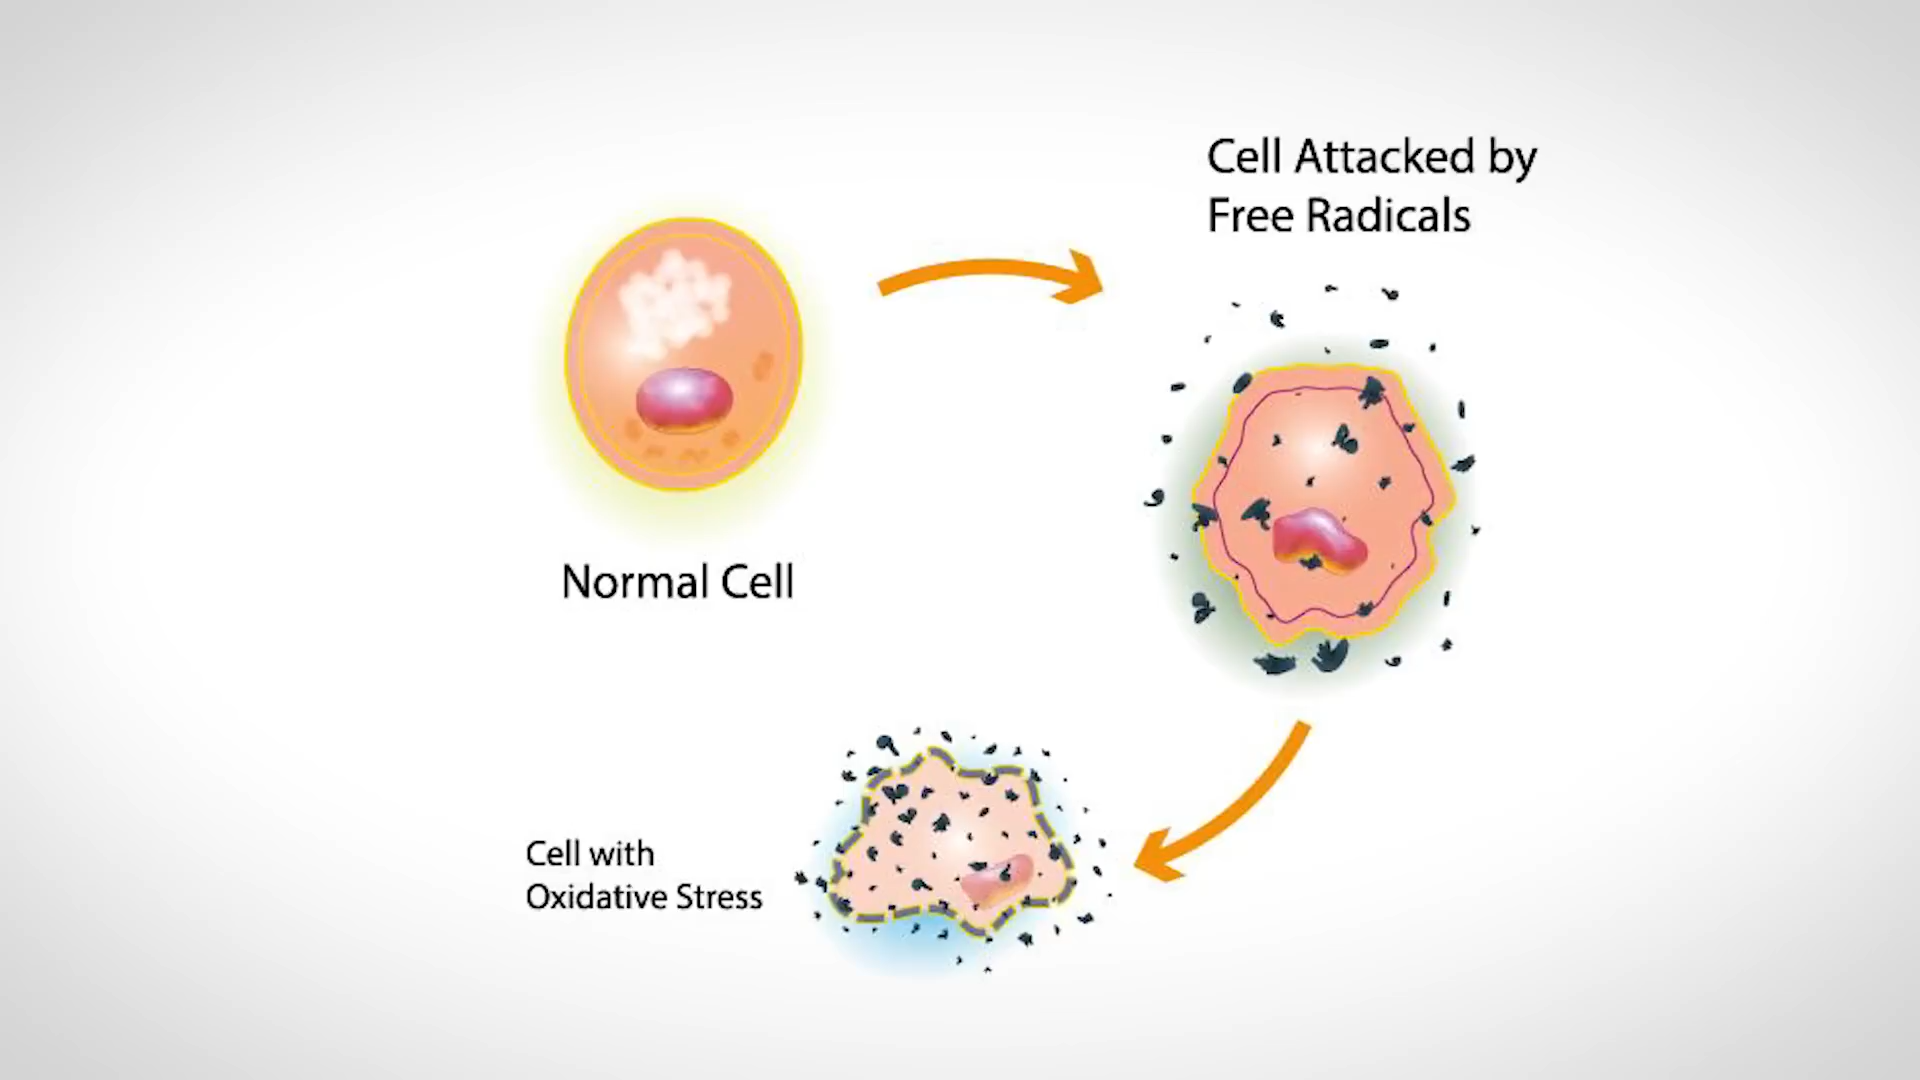 Cell Attacked by
Free Radicals
Normal Cell
Cell with
Oxidative Stress